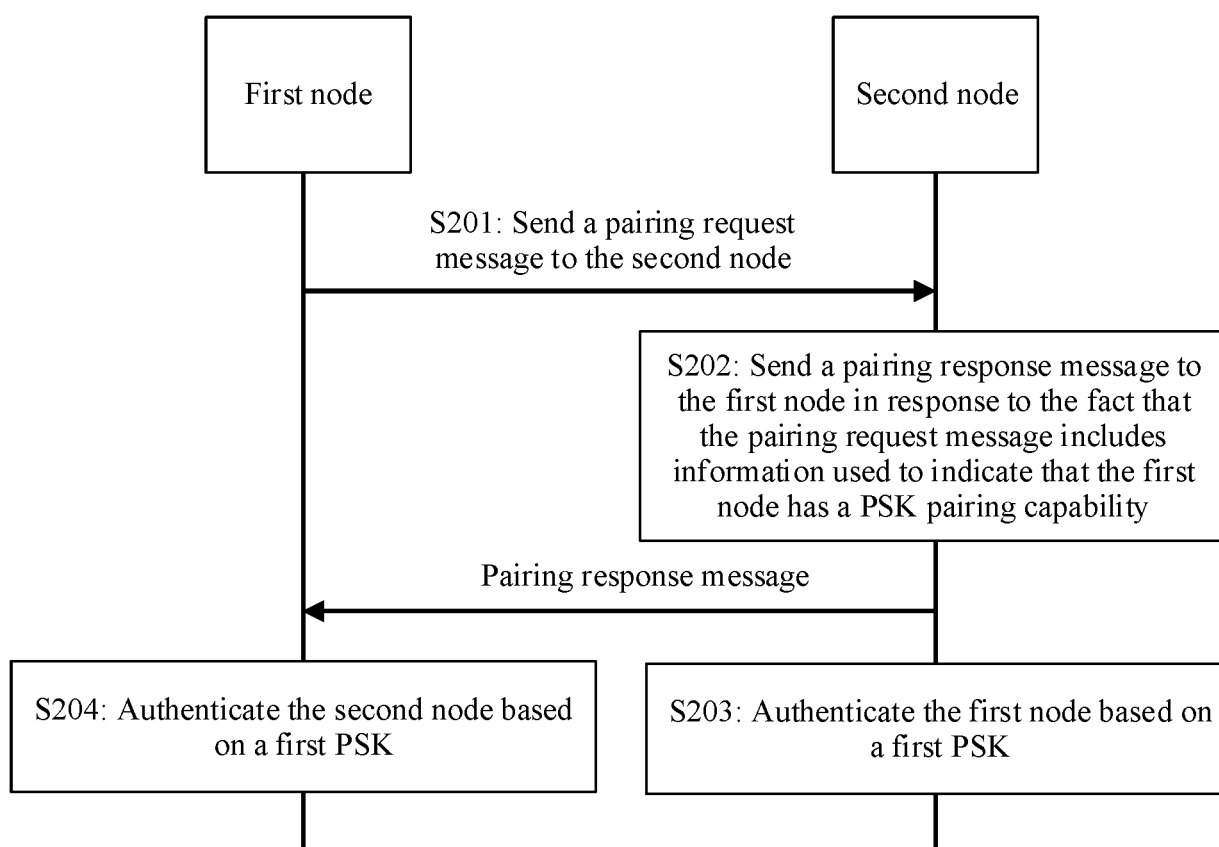 First node
Second node
S201: Send a pairing request
message to the second node
S202: Send a pairing response message to
the first node in response to the fact that
the pairing request message includes
information used to indicate that the first
node has a PSK pairing capability
Pairing response message
S204: Authenticate the second node based
on a first PSK
S203: Authenticate the first node based on
a first PSK